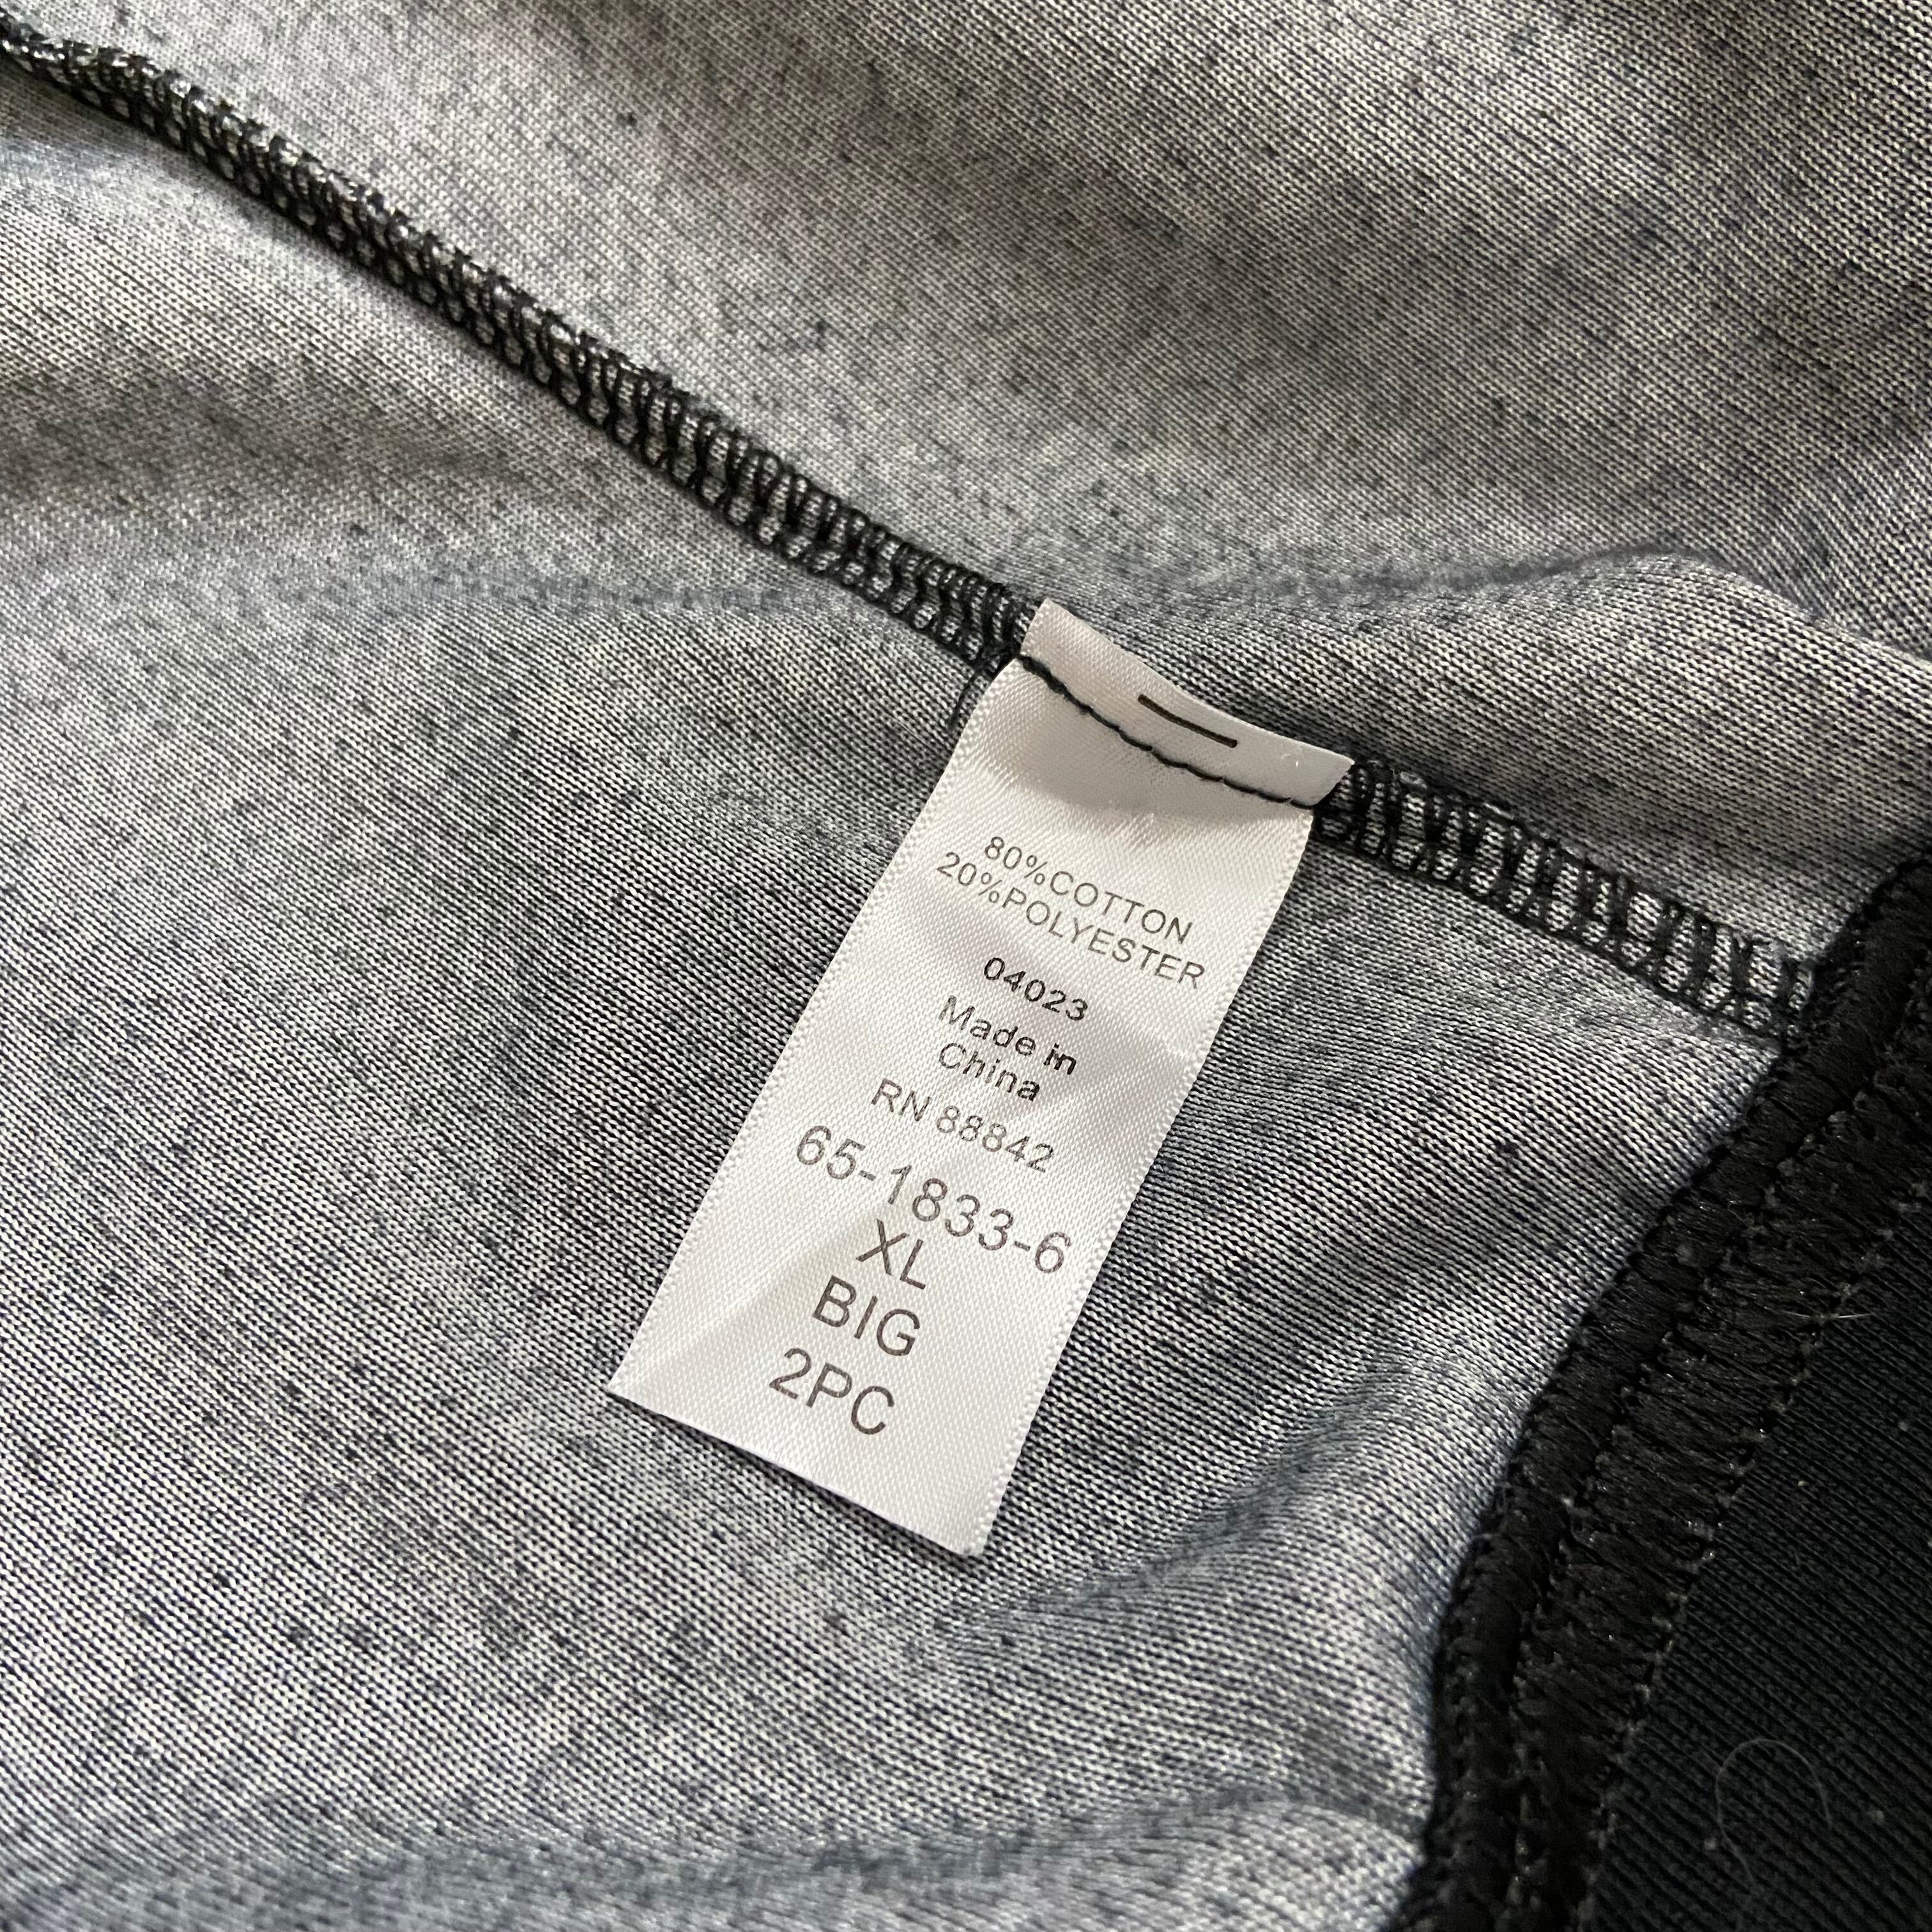 80%COTTON
20%POLYESTER
04023
Made in
China
RN 88842
65-1833-6
XL
BIG
2PC